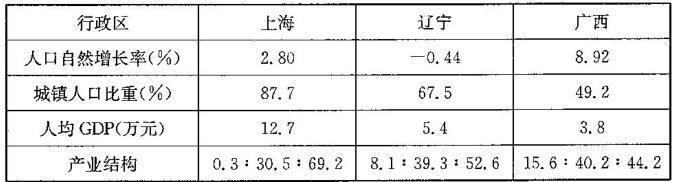 行政区 上海 辽宁 广西
人口自然增长率(%) 2.80 −0.44 8.92
城镇人口比重(%) 87.7 67.5 49.2
人均GDP(万元) 12.7 5.4 3.8
产业结构 0.3∶30.5∶69.2 8.1∶39.3∶52.6 15.6∶40.2∶44.2